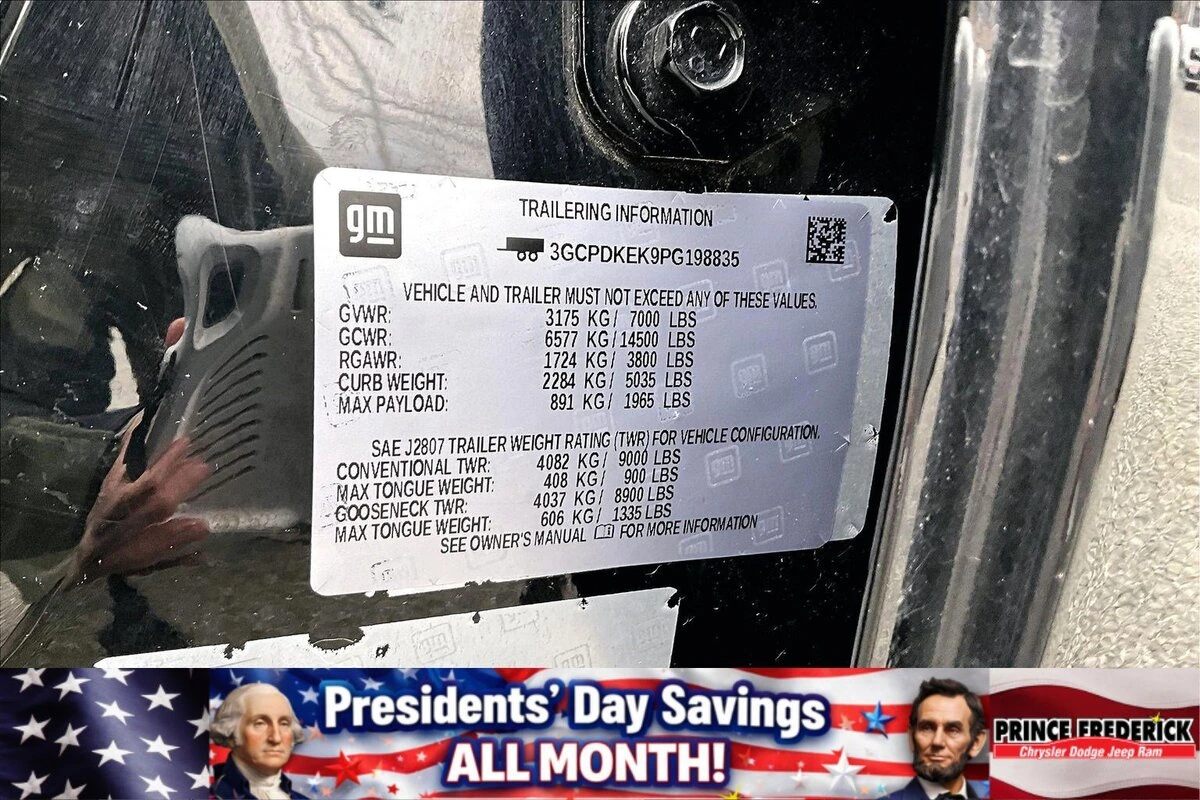 gm
TRAILERING INFORMATION
3GCPDKEK9PG198835
VEHICLE AND TRAILER MUST NOT EXCEED ANY OF THESE VALUES.
GVWR: 3175 KG/ 7000 LBS
GCWR: 6577 KG/14500 LBS
RGAWR: 1724 KG/ 3800 LBS
CURB WEIGHT: 2284 KG/ 5035 LBS
MAX PAYLOAD: 891 KG/ 1965 LBS
SAE J2807 TRAILER WEIGHT RATING (TWR) FOR VEHICLE CONFIGURATION.
CONVENTIONAL TWR: 4082 KG/ 9000 LBS
MAX TONGUE WEIGHT: 408 KG/ 900 LBS
GOOSENECK TWR: 4037 KG/ 8900 LBS
MAX TONGUE WEIGHT: 606 KG/ 1335 LBS
SEE OWNER'S MANUAL FOR MORE INFORMATION
Presidents' Day Savings
ALL MONTH!
PRINCE FREDERICK
Chrysler Dodge Jeep Ram